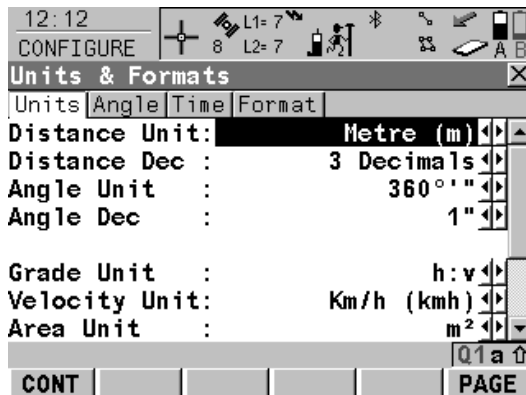 12:12
CONFIGURE
8
L1= 7
L2= 7
A B
Units & Formats
Units Angle Time Format
Distance Unit: Metre (m)
Distance Dec : 3 Decimals
Angle Unit : 360°'"
Angle Dec : 1"
Grade Unit : h:v
Velocity Unit: Km/h (kmh)
Area Unit : m²
Q1 a
CONT PAGE